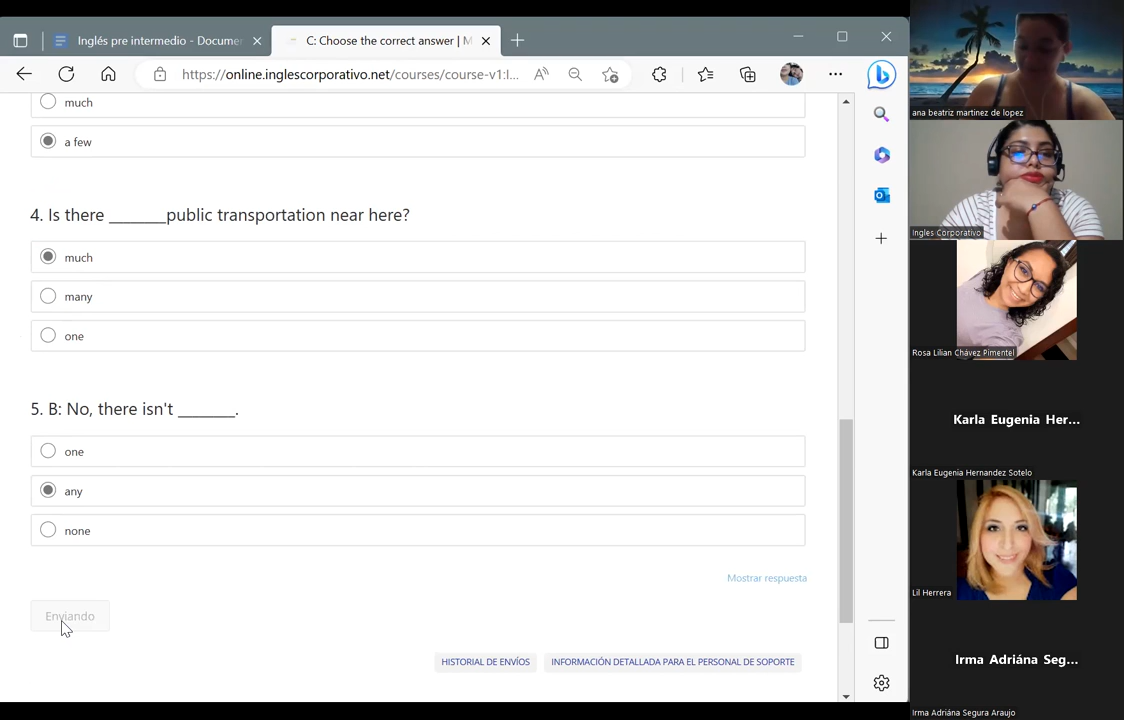 Inglés pre intermedio - Docume
C: Choose the correct answer | M
https://online.inglescorporativo.net/courses/course-v1:I...
much
a few
4. Is there _______public transportation near here?
much
many
one
5. B: No, there isn't _______.
one
any
none
Mostrar respuesta
Enviando
HISTORIAL DE ENVÍOS
INFORMACIÓN DETALLADA PARA EL PERSONAL DE SOPORTE
ana beatriz martinez de lopez
Ingles Corporativo
Rosa Lilian Chávez Pimentel
Karla Eugenia Her...
Karla Eugenia Hernandez Sotelo
Lil Herrera
Irma Adriána Seg...
Irma Adriána Segura Araujo